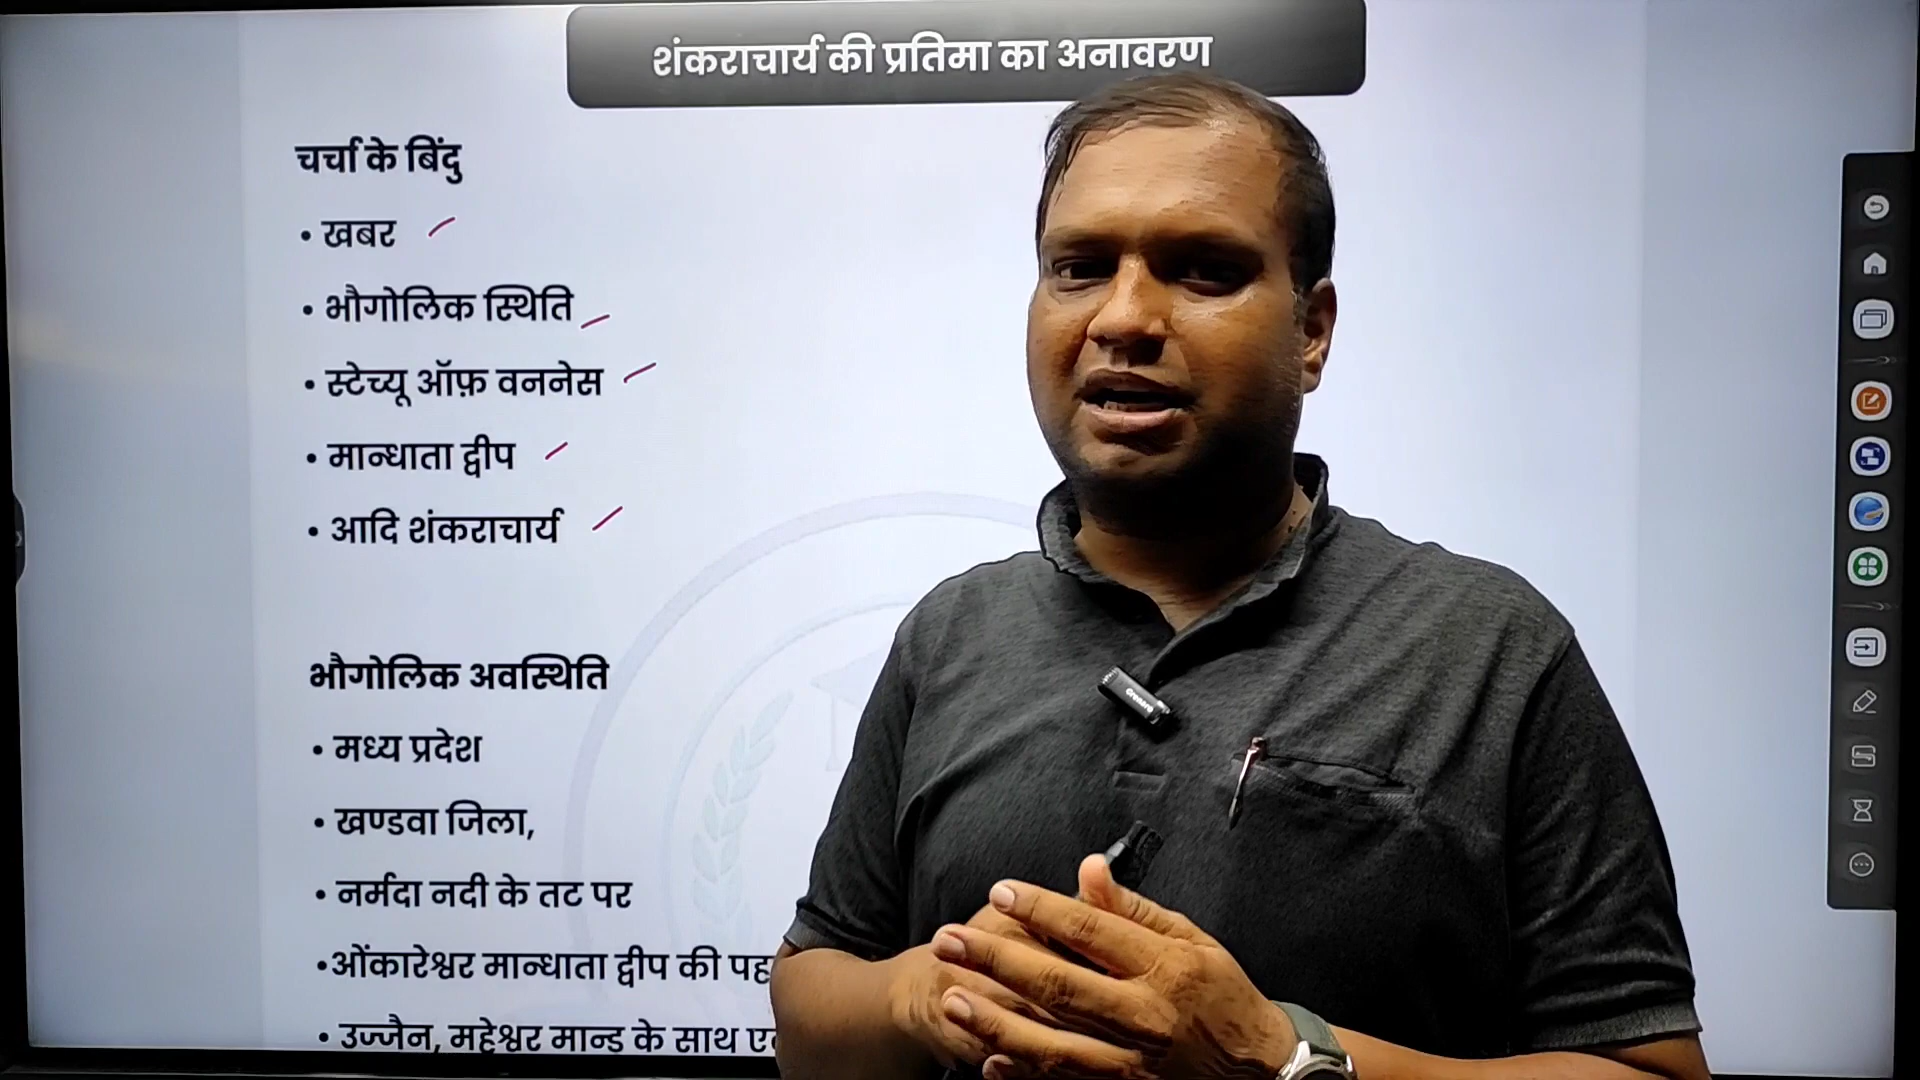 शंकराचार्य की प्रतिमा का अनावरण
चर्चा के बिंदु
• खबर
• भौगोलिक स्थिति
• स्टेच्यू ऑफ़ वननेस
• मान्धाता द्वीप
• आदि शंकराचार्य
भौगोलिक अवस्थिति
• मध्य प्रदेश
• खण्डवा जिला,
• नर्मदा नदी के तट पर
•ओंकारेश्वर मान्धाता द्वीप की
• उज्जैन, महेश्वर मान्ड के साथ